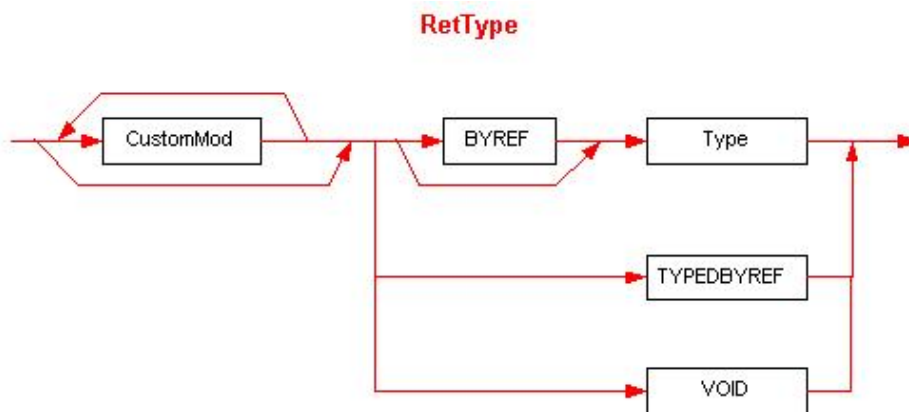 RetType
CustomMod
BYREF
Type
TYPEDBYREF
VOID